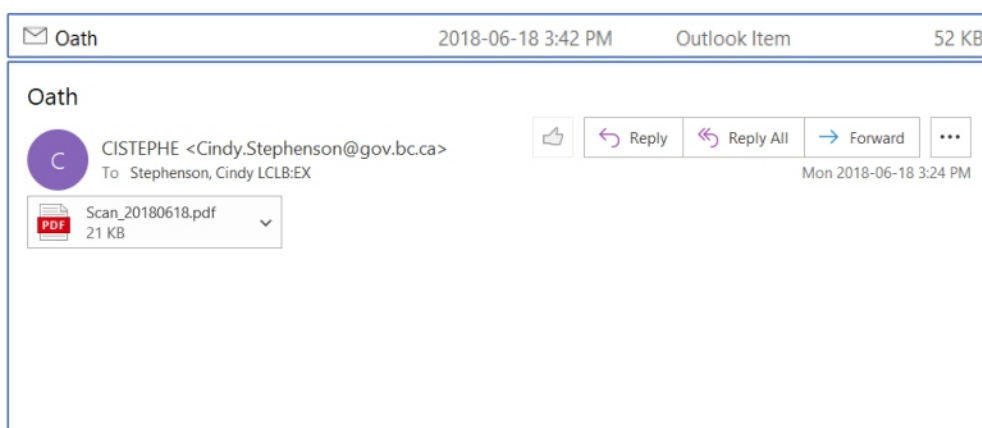 Oath 2018-06-18 3:42 PM Outlook Item 52 KB
Oath
C
CISTEPHE <Cindy.Stephenson@gov.bc.ca>
To Stephenson, Cindy LCLB:EX
Reply Reply All Forward ...
Mon 2018-06-18 3:24 PM
PDF
Scan_20180618.pdf
21 KB